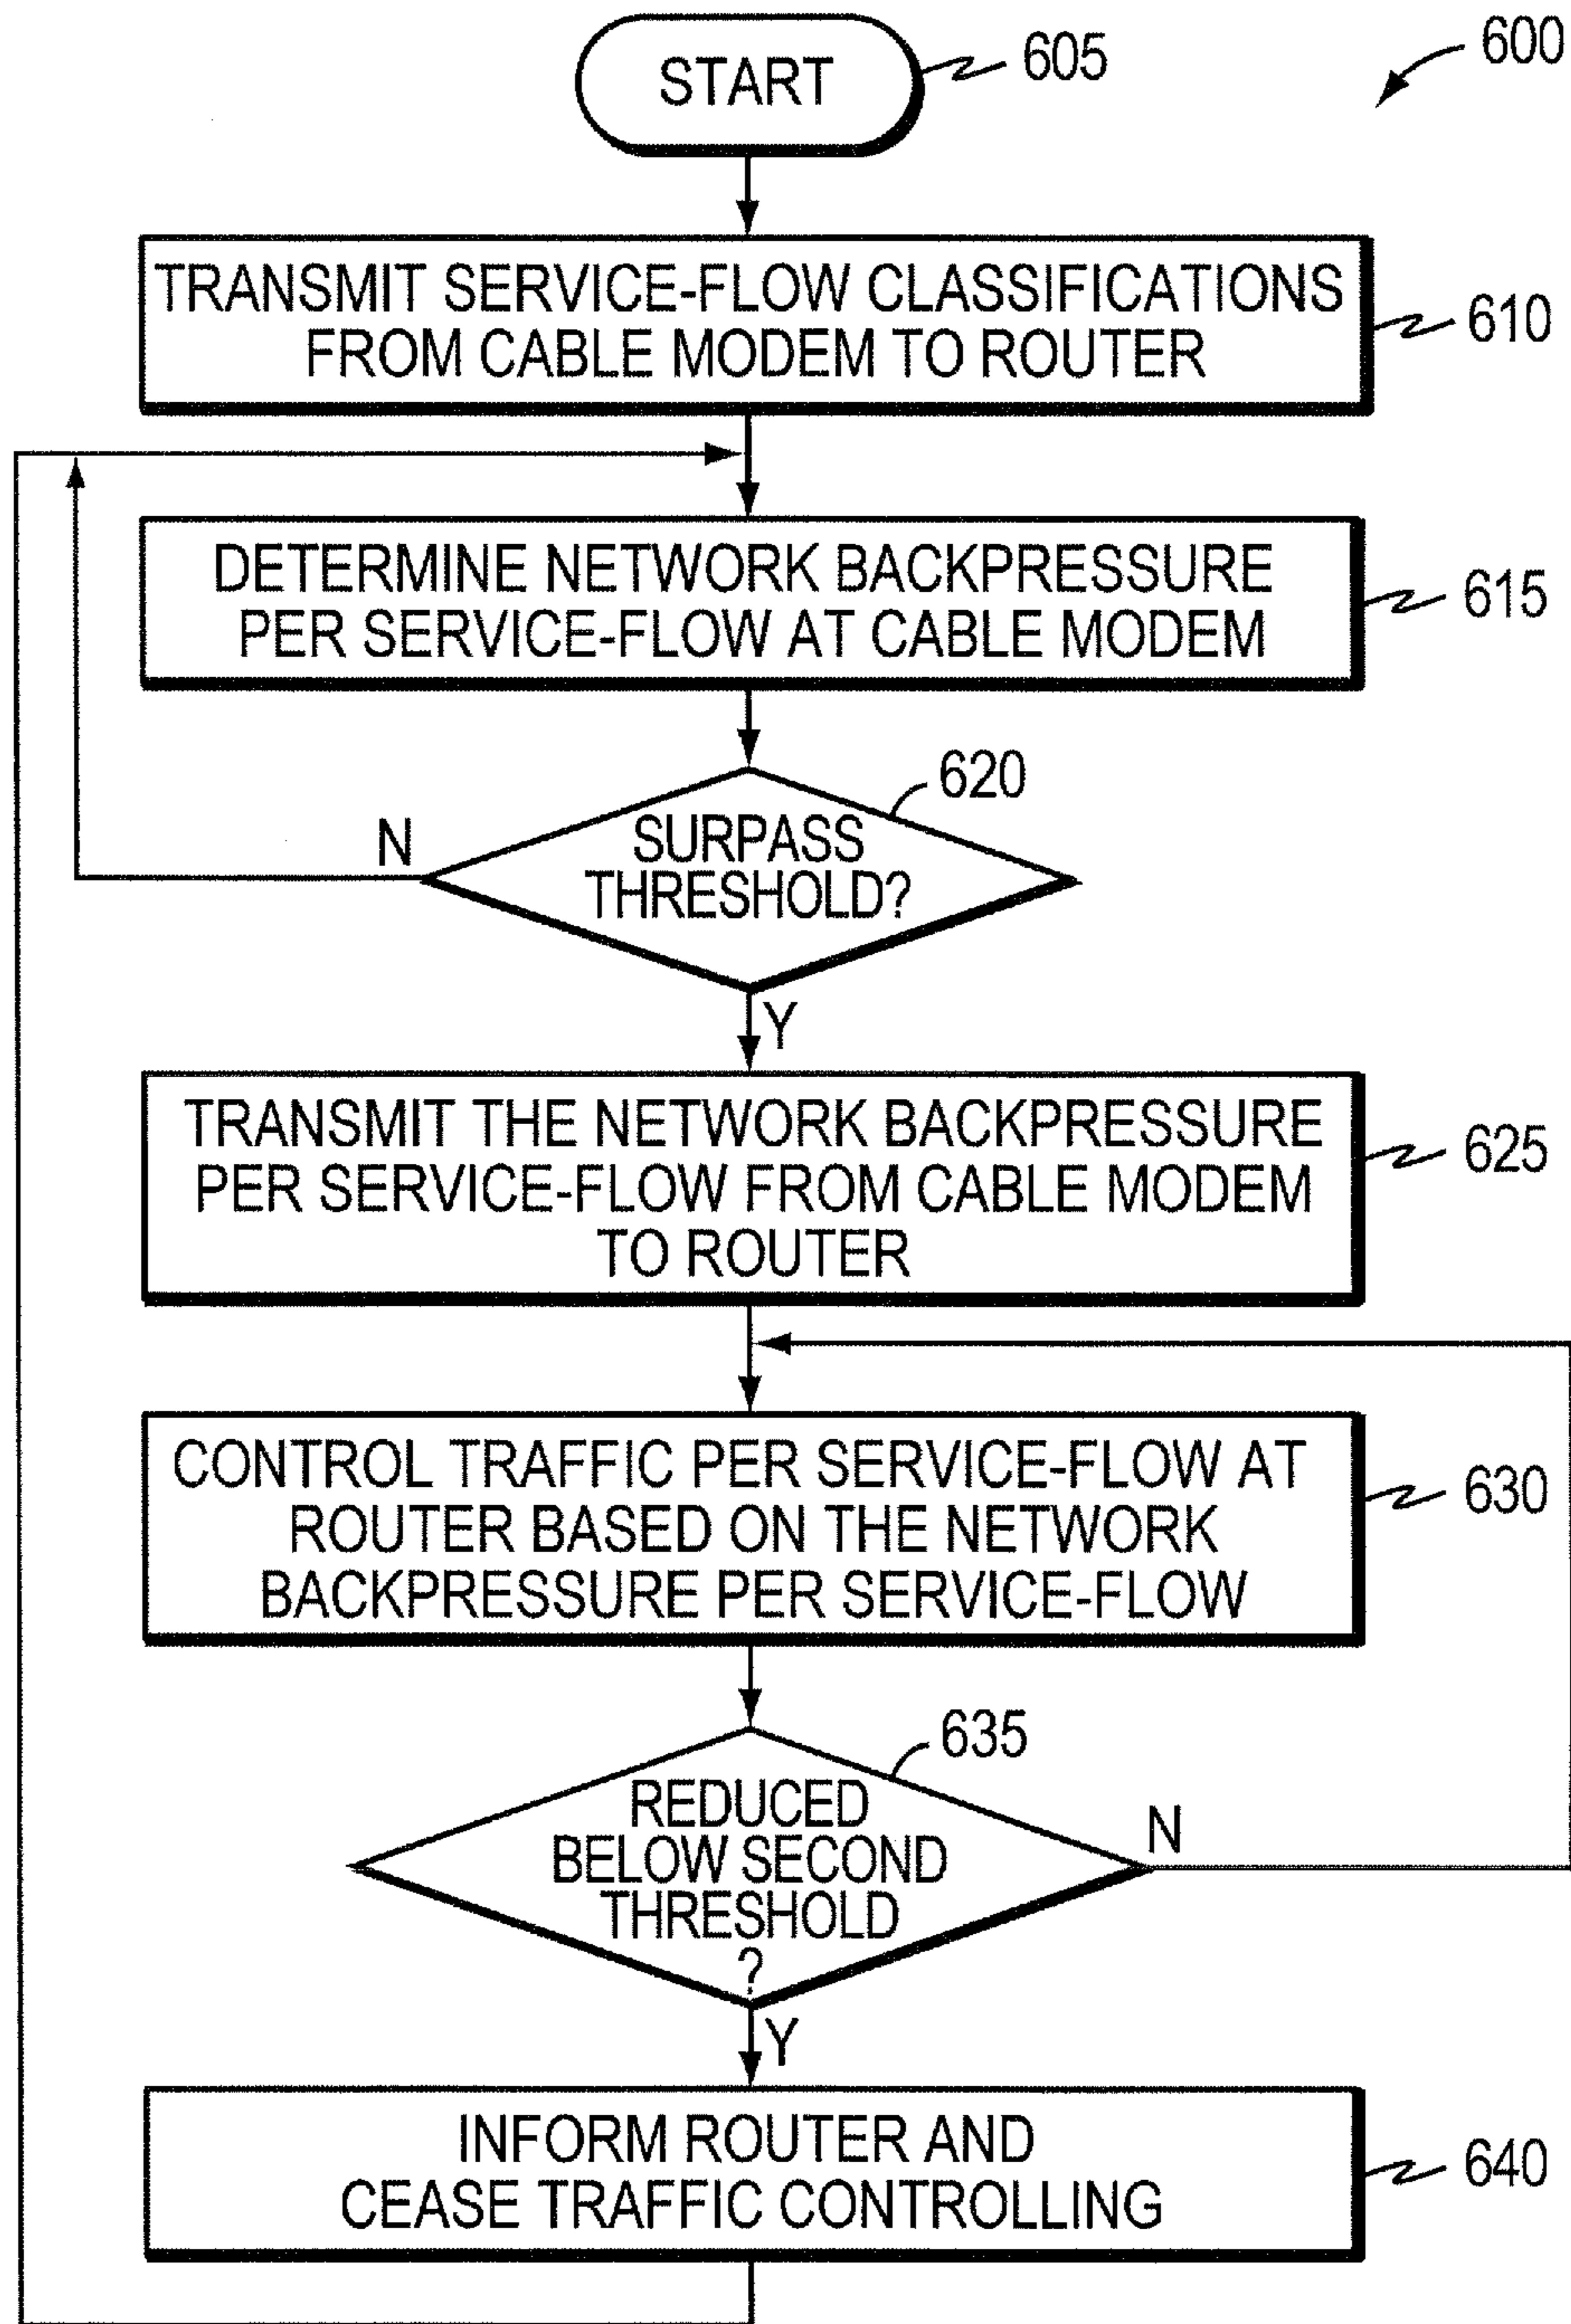 600
START
605
TRANSMIT SERVICE-FLOW CLASSIFICATIONS
FROM CABLE MODEM TO ROUTER
610
DETERMINE NETWORK BACKPRESSURE
PER SERVICE-FLOW AT CABLE MODEM
615
620
SURPASS
THRESHOLD?
N
Y
TRANSMIT THE NETWORK BACKPRESSURE
PER SERVICE-FLOW FROM CABLE MODEM
TO ROUTER
625
CONTROL TRAFFIC PER SERVICE-FLOW AT
ROUTER BASED ON THE NETWORK
BACKPRESSURE PER SERVICE-FLOW
630
635
REDUCED
BELOW SECOND
THRESHOLD
?
N
Y
INFORM ROUTER AND
CEASE TRAFFIC CONTROLLING
640